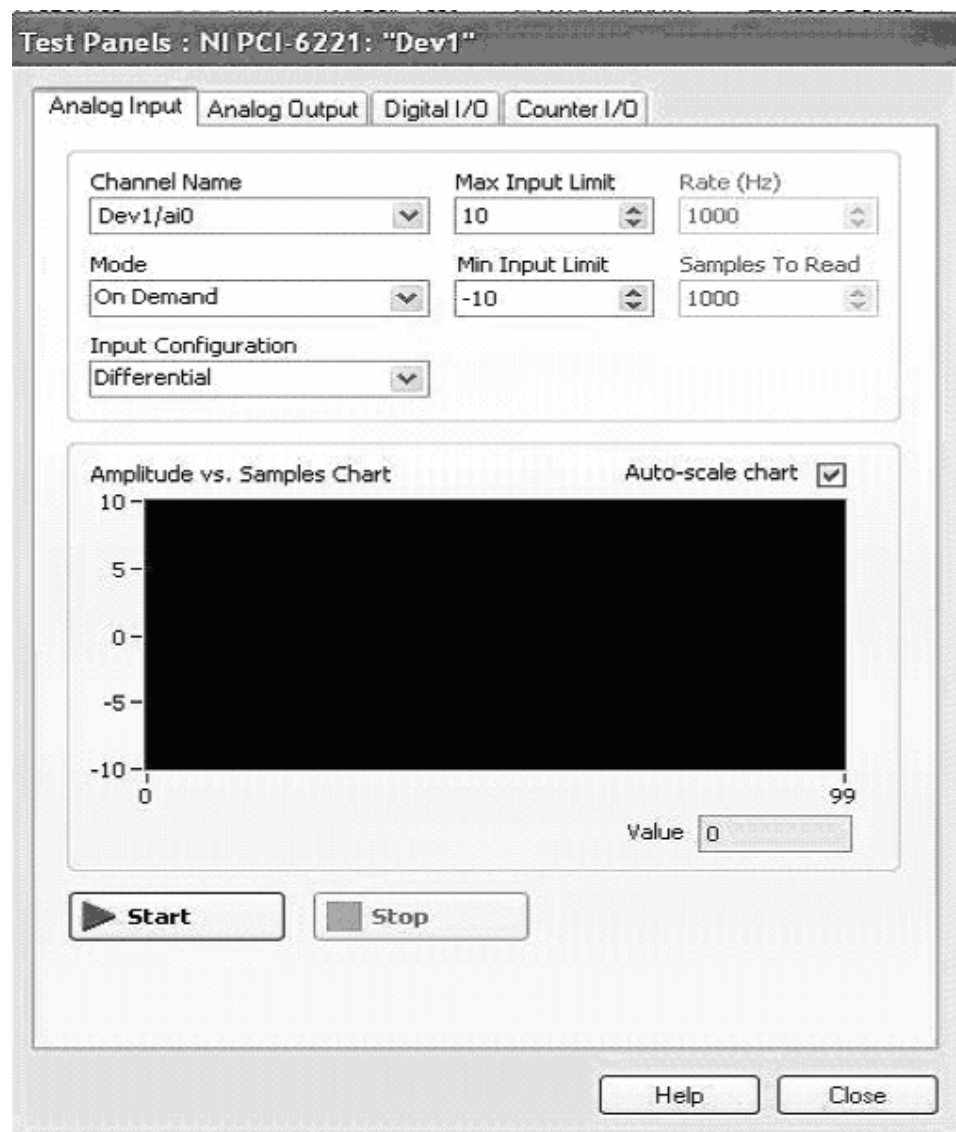 Test Panels : NI PCI-6221: "Dev1"
Analog Input Analog Output Digital I/O Counter I/O
Channel Name Max Input Limit Rate (Hz)
Dev1/ai0 10 1000
Mode Min Input Limit Samples To Read
On Demand -10 1000
Input Configuration
Differential
Amplitude vs. Samples Chart Auto-scale chart
10
5
0
-5
-10
0 99
Value 0
Start Stop
Help Close